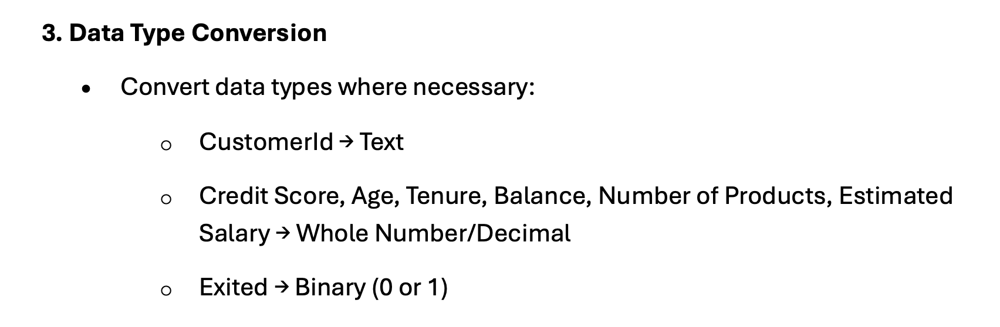 3. Data Type Conversion
• Convert data types where necessary:
o CustomerId → Text
o Credit Score, Age, Tenure, Balance, Number of Products, Estimated
Salary → Whole Number/Decimal
o Exited → Binary (0 or 1)